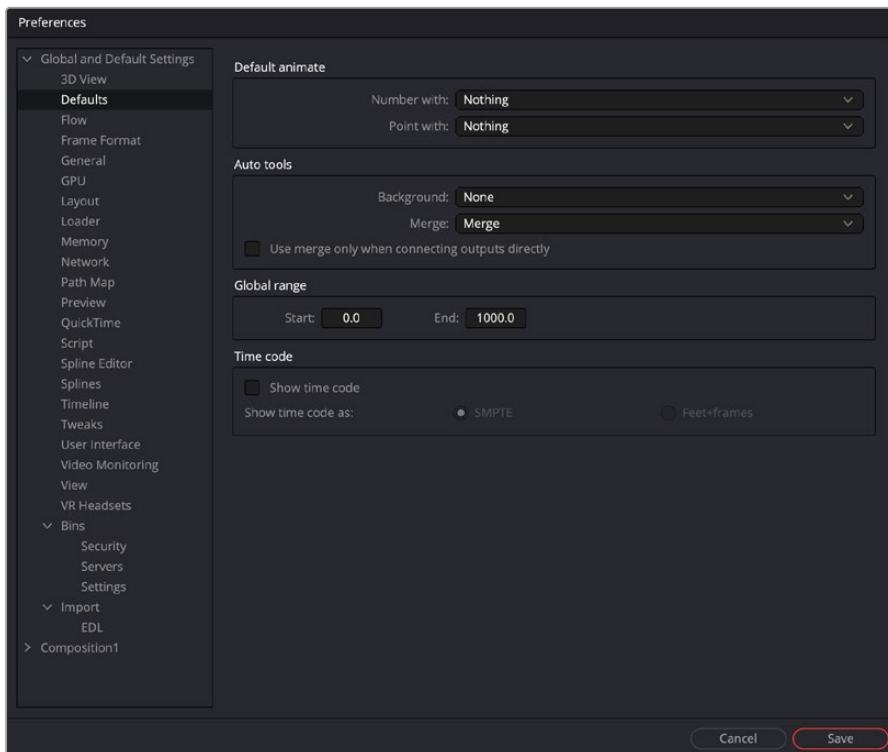 Preferences
Global and Default Settings
3D View
Defaults
Flow
Frame Format
General
GPU
Layout
Loader
Memory
Network
Path Map
Preview
QuickTime
Script
Spline Editor
Splines
Timeline
Tweaks
User Interface
Video Monitoring
View
VR Headsets
Bins
Security
Servers
Settings
Import
EDL
Composition1
Default animate
Number with: Nothing
Point with: Nothing
Auto tools
Background: None
Merge: Merge
Use merge only when connecting outputs directly
Global range
Start: 0.0 End: 1000.0
Time code
Show time code
Show time code as: SMPTE Feet+frames
Cancel Save